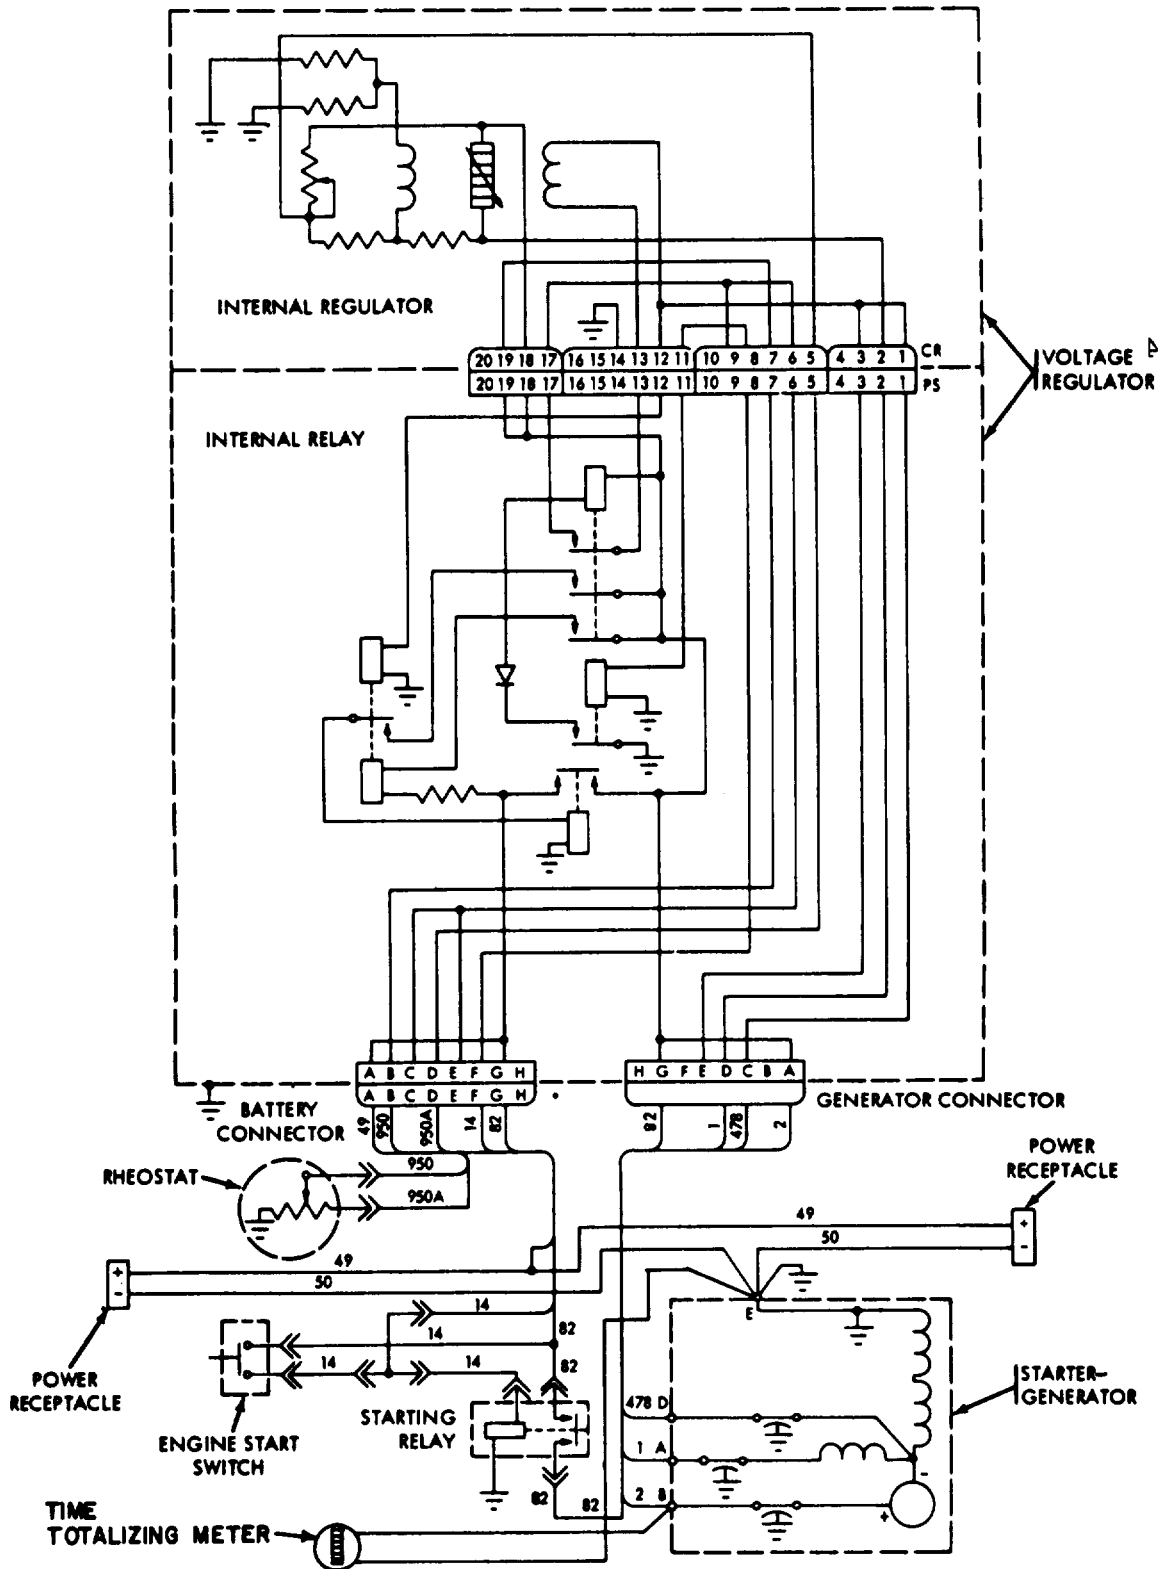 INTERNAL REGULATOR
20 19 18 17 16 15 14 13 12 11 10 9 8 7 6 5 4 3 2 1 CR
20 19 18 17 16 15 14 13 12 11 10 9 8 7 6 5 4 3 2 1 PS
VOLTAGE
REGULATOR
INTERNAL RELAY
A B C D E F G H
A B C D E F G H
H G F E D C B A
BATTERY
CONNECTOR
GENERATOR CONNECTOR
49 950 950A 14 82
82 1 478 2
POWER
RECEPTACLE
RHEOSTAT
950
950A
49
50
49
50
E
14
14
82
14
14
82
POWER
RECEPTACLE
STARTER-
GENERATOR
ENGINE START
SWITCH
STARTING
RELAY
478 D
1 A
2 B
-
+
82
82
TIME
TOTALIZING METER
+
-
+
-